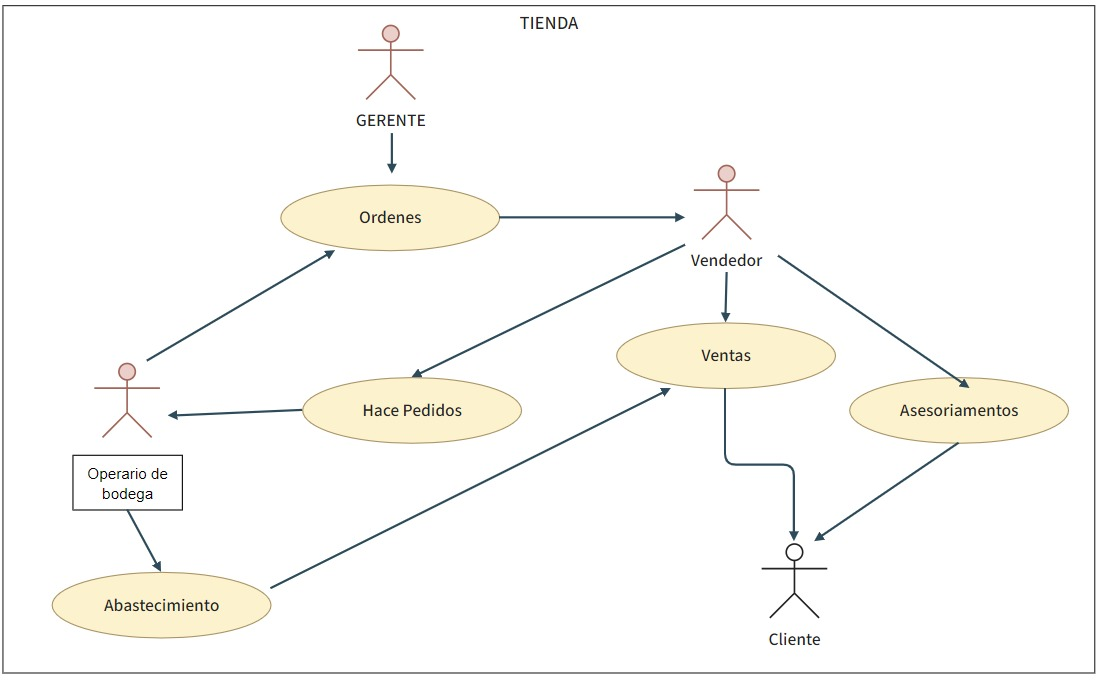 TIENDA
GERENTE
Ordenes
Vendedor
Ventas
Hace Pedidos
Asesoriamentos
Operario de
bodega
Abastecimiento
Cliente